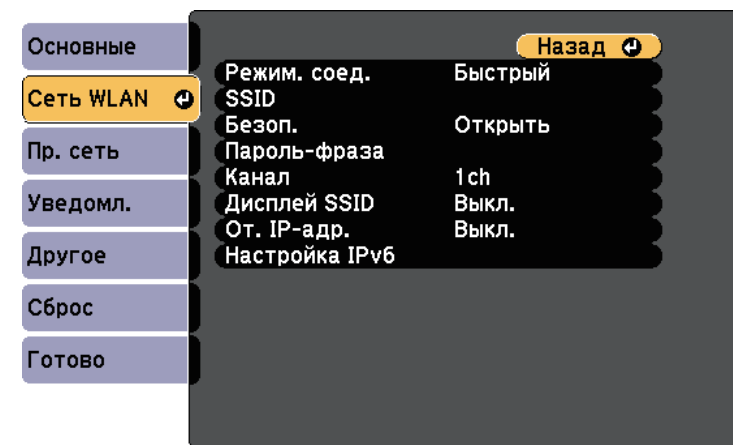 Основные
Сеть WLAN
Пр. сеть
Уведомл.
Другое
Сброс
Готово
Назад
Режим. соед. Быстрый
SSID
Безоп. Открыть
Пароль-фраза
Канал 1ch
Дисплей SSID Выкл.
От. IP-адр. Выкл.
Настройка IPv6